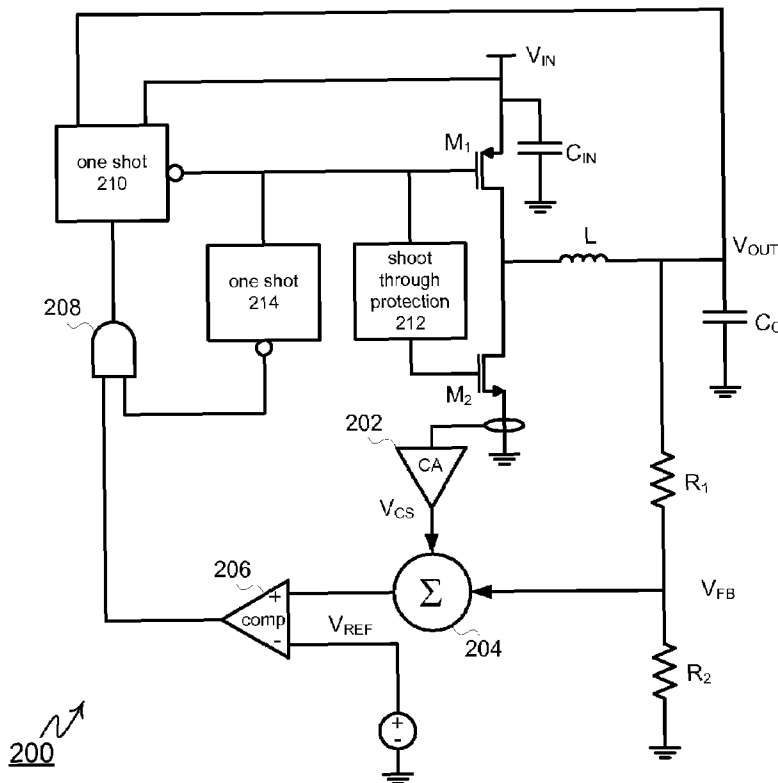 V_IN
M_1
C_IN
one shot
210
L
V_OUT
one shot
214
shoot
through
protection
212
208
C_O
M_2
202
CA
R_1
V_CS
206
+
comp
-
Σ
V_FB
V_REF
204
R_2
+
-
200